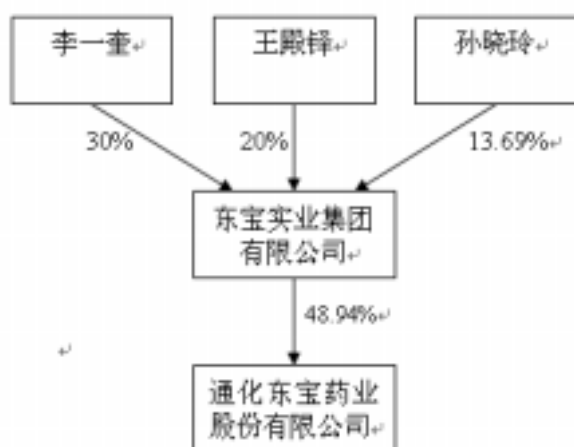 李一奎 王殿铎 孙晓玲
30% 20% 13.69%
东宝实业集团
有限公司
48.94%
通化东宝药业
股份有限公司